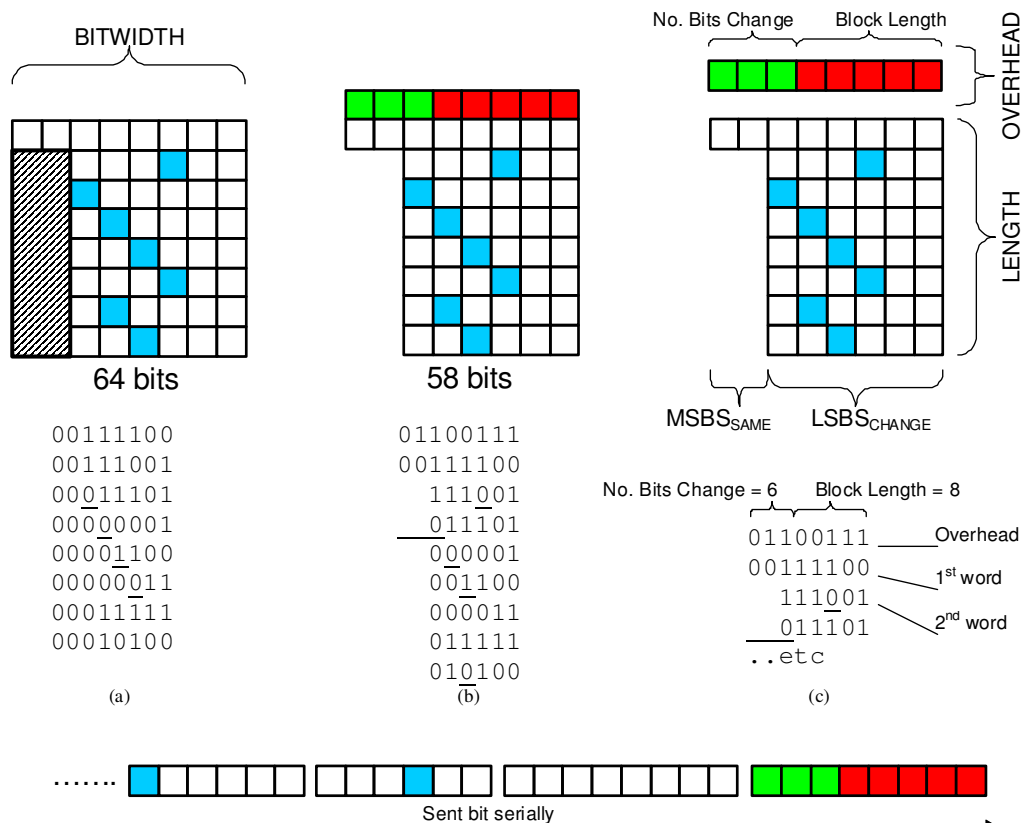 BITWIDTH
64 bits
00111100
00111001
00011101
00000001
00001100
00000011
00011111
00010100
(a)
58 bits
01100111
00111100
111001
011101
000001
001100
000011
011111
010100
(b)
No. Bits Change
Block Length
OVERHEAD
LENGTH
MSBS_SAME
LSBS_CHANGE
No. Bits Change = 6
Block Length = 8
01100111
Overhead
00111100
1st word
111001
2nd word
011101
..etc
(c)
.......
Sent bit serially